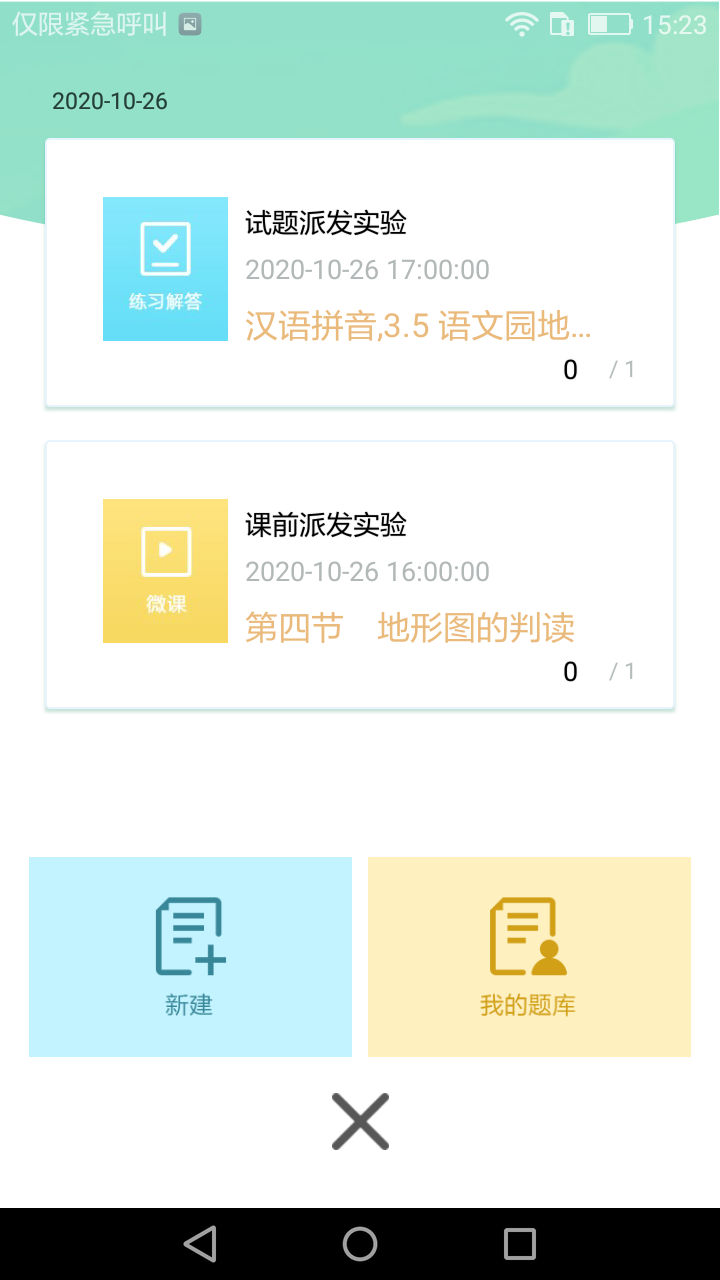 仅限紧急呼叫
15:23
2020-10-26
练习解答
试题派发实验
2020-10-26 17:00:00
汉语拼音,3.5 语文园地...
0 / 1
微课
课前派发实验
2020-10-26 16:00:00
第四节　地形图的判读
0 / 1
新建
我的题库